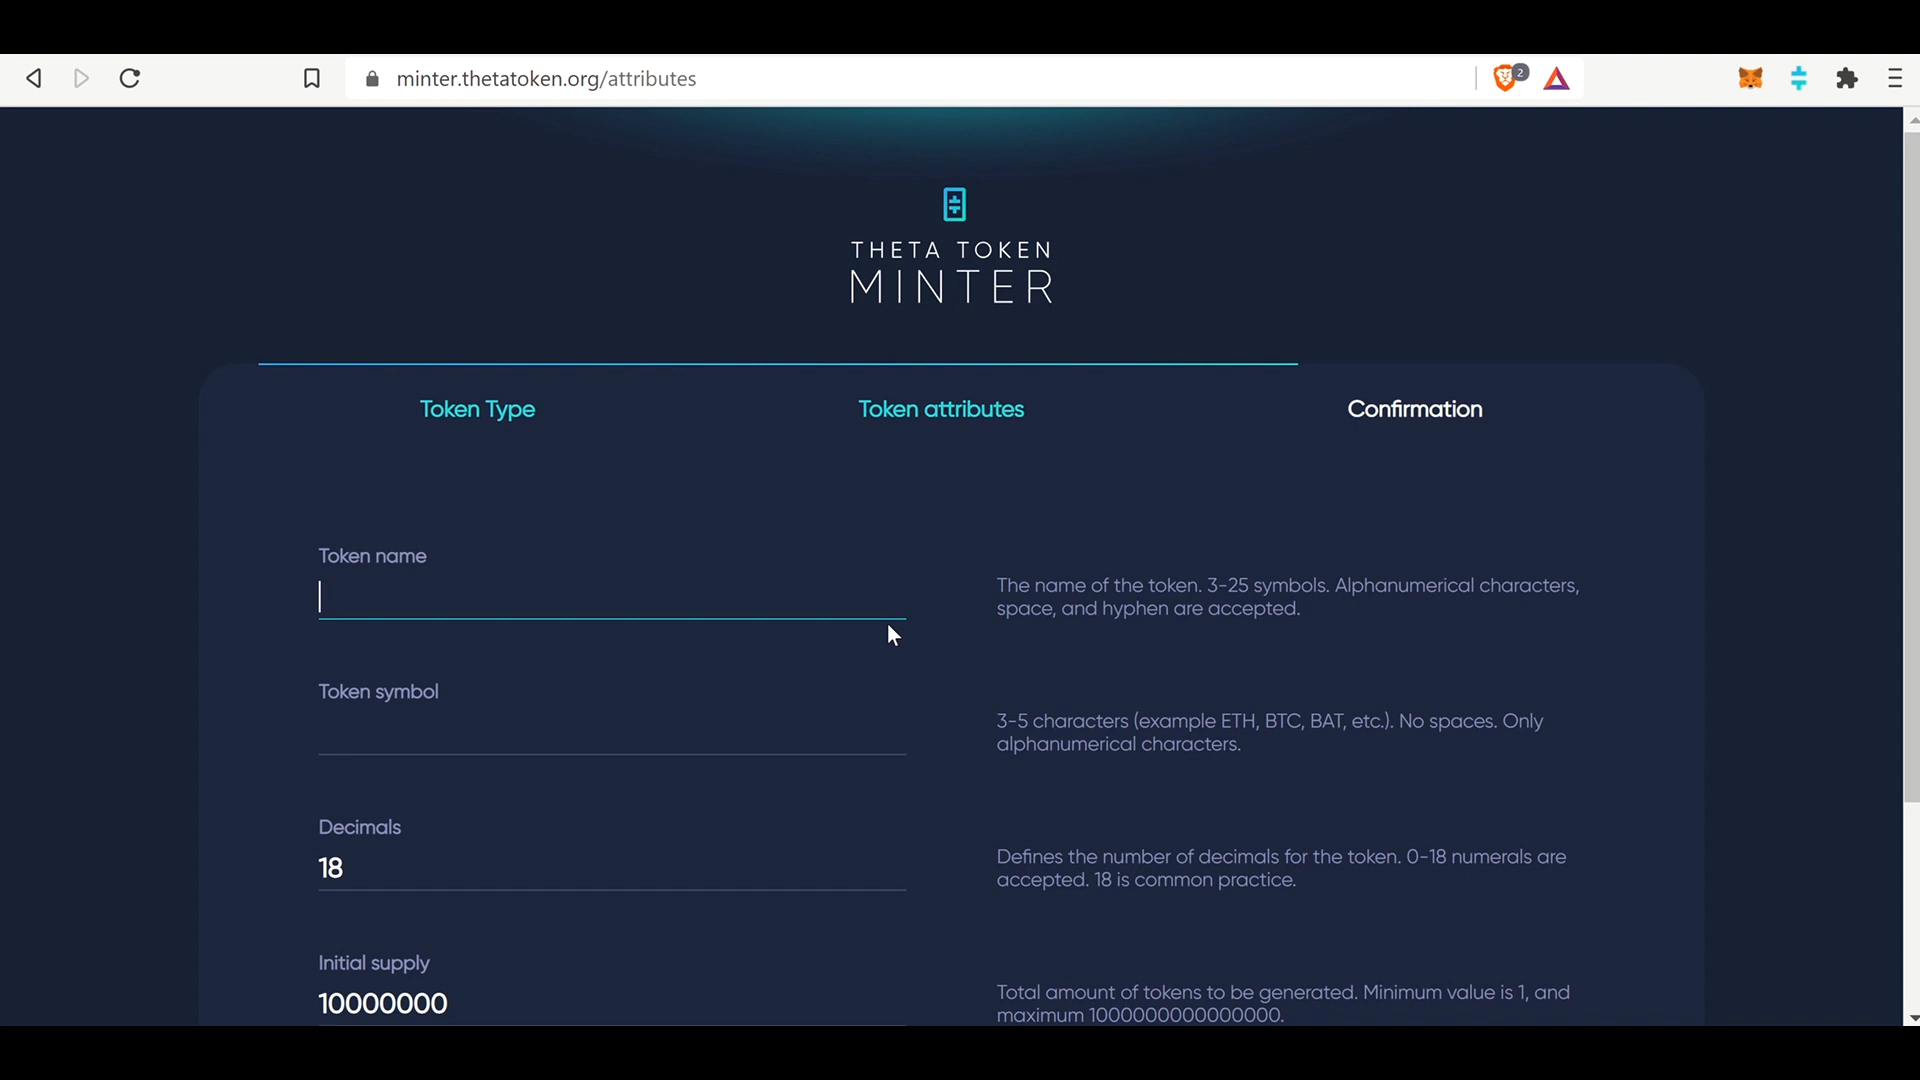 minter.thetatoken.org/attributes
2
THETA TOKEN
MINTER
Token Type
Token attributes
Confirmation
Token name
The name of the token. 3-25 symbols. Alphanumerical characters,
space, and hyphen are accepted.
Token symbol
3-5 characters (example ETH, BTC, BAT, etc.). No spaces. Only
alphanumerical characters.
Decimals
18
Defines the number of decimals for the token. 0-18 numerals are
accepted. 18 is common practice.
Initial supply
10000000
Total amount of tokens to be generated. Minimum value is 1, and
maximum 1000000000000000.